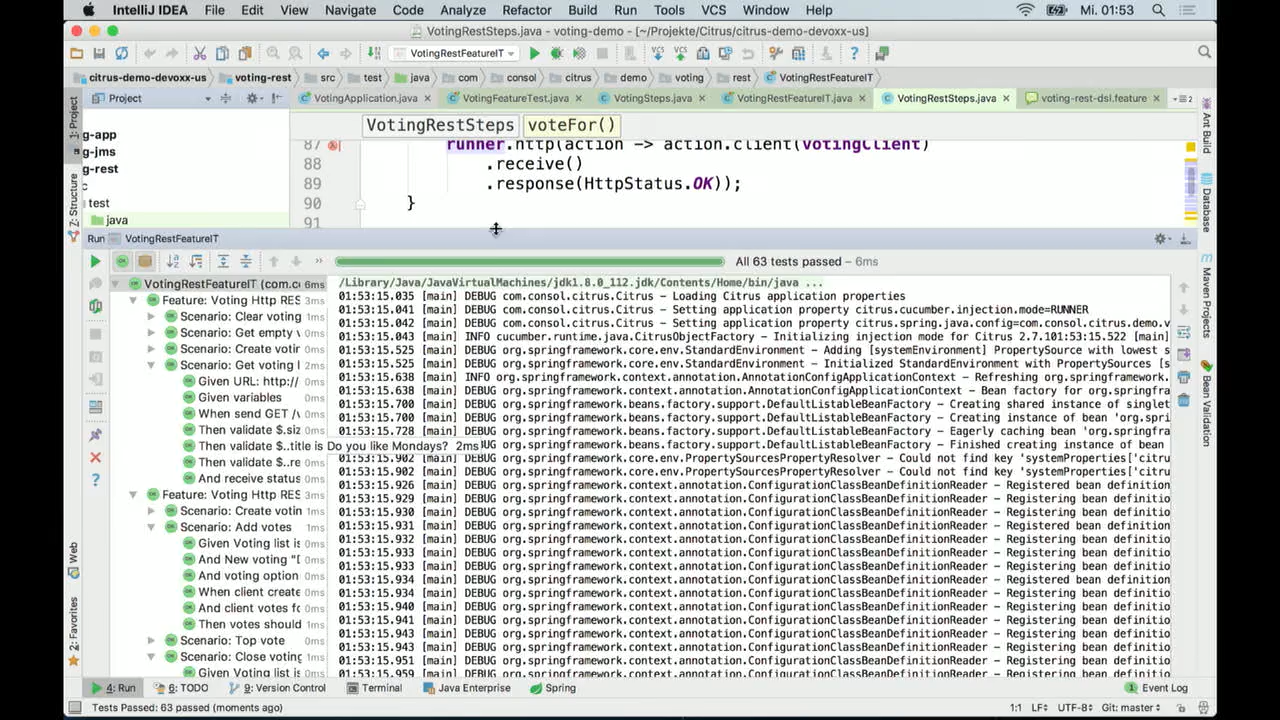 IntelliJ IDEA File Edit View Navigate Code Analyze Refactor Build Run Tools VCS Window Help Mi. 01:53
VotingRestSteps.java – voting-demo – [~/Projekte/Citrus/citrus-demo-devoxx-us]
VotingRestFeatureIT
citrus-demo-devoxx-us voting-rest src test java com consol citrus demo voting rest VotingRestFeatureIT
1: Project
Project
VotingApplication.java VotingFeatureTest.java VotingSteps.java VotingRestFeatureIT.java VotingRestSteps.java voting-rest-dsl.feature
Ant Build
VotingRestSteps voteFor()
g-app
g-jms
g-rest
test
java
87 runner.http(action -> action.client(votingClient)
88 .receive()
89 .response(HttpStatus.OK));
90 }
91
Z: Structure
Database
Maven Projects
Bean Validation
Run VotingRestFeatureIT
All 63 tests passed – 6ms
VotingRestFeatureIT (com.c 6ms
Feature: Voting Http RES 3ms
Scenario: Clear voting 1ms
Scenario: Get empty v 0ms
Scenario: Create votir 0ms
Scenario: Get voting l 2ms
Given URL: http:// 0ms
Given variables 0ms
When send GET /v 0ms
Then validate $.siz 0ms
Then validate $..title is Do you like Mondays? 2ms
Then validate $..re 0ms
And receive status 0ms
Feature: Voting Http RES 3ms
Scenario: Create votin 1ms
Scenario: Add votes 0ms
Given Voting list is 0ms
And New voting "D 0ms
And voting option 0ms
When client create 0ms
And client votes fo 0ms
Then votes should 0ms
Scenario: Top vote 0ms
Scenario: Close voting 1ms
Given Voting list is 0ms
/Library/Java/JavaVirtualMachines/jdk1.8.0_112.jdk/Contents/Home/bin/java ...
01:53:15.035 [main] DEBUG com.consol.citrus.Citrus – Loading Citrus application properties
01:53:15.041 [main] DEBUG com.consol.citrus.Citrus – Setting application property citrus.cucumber.injection.mode=RUNNER
01:53:15.042 [main] DEBUG com.consol.citrus.Citrus – Setting application property citrus.spring.java.config=com.consol.citrus.demo.v
01:53:15.043 [main] INFO cucumber.runtime.java.CitrusObjectFactory – Initializing injection mode for Citrus 2.7.101:53:15.522 [main]
01:53:15.525 [main] DEBUG org.springframework.core.env.StandardEnvironment – Adding [systemEnvironment] PropertySource with lowest s
01:53:15.525 [main] DEBUG org.springframework.core.env.StandardEnvironment – Initialized StandardEnvironment with PropertySources [s
01:53:15.638 [main] INFO org.springframework.context.annotation.AnnotationConfigApplicationContext – Refreshing org.springframework.
01:53:15.638 [main] DEBUG org.springframework.context.annotation.AnnotationConfigApplicationContext – Bean factory for org.springfra
01:53:15.700 [main] DEBUG org.springframework.beans.factory.support.DefaultListableBeanFactory – Creating shared instance of singlet
01:53:15.700 [main] DEBUG org.springframework.beans.factory.support.DefaultListableBeanFactory – Creating instance of bean 'org.spri
01:53:15.728 [main] DEBUG org.springframework.beans.factory.support.DefaultListableBeanFactory – Eagerly caching bean 'org.springfra
UG org.springframework.beans.factory.support.DefaultListableBeanFactory – Finished creating instance of bean
01:53:15.902 [main] DEBUG org.springframework.core.env.PropertySourcesPropertyResolver – Could not find key 'systemProperties['citru
01:53:15.902 [main] DEBUG org.springframework.core.env.PropertySourcesPropertyResolver – Could not find key 'systemProperties['citru
01:53:15.926 [main] DEBUG org.springframework.context.annotation.ConfigurationClassBeanDefinitionReader – Registered bean definition
01:53:15.929 [main] DEBUG org.springframework.context.annotation.ConfigurationClassBeanDefinitionReader – Registering bean definitio
01:53:15.930 [main] DEBUG org.springframework.context.annotation.ConfigurationClassBeanDefinitionReader – Registering bean definitio
01:53:15.931 [main] DEBUG org.springframework.context.annotation.ConfigurationClassBeanDefinitionReader – Registered bean definition
01:53:15.932 [main] DEBUG org.springframework.context.annotation.ConfigurationClassBeanDefinitionReader – Registering bean definitio
01:53:15.933 [main] DEBUG org.springframework.context.annotation.ConfigurationClassBeanDefinitionReader – Registering bean definitio
01:53:15.933 [main] DEBUG org.springframework.context.annotation.ConfigurationClassBeanDefinitionReader – Registering bean definitio
01:53:15.934 [main] DEBUG org.springframework.context.annotation.ConfigurationClassBeanDefinitionReader – Registered bean definition
01:53:15.934 [main] DEBUG org.springframework.context.annotation.ConfigurationClassBeanDefinitionReader – Registering bean definitio
01:53:15.940 [main] DEBUG org.springframework.context.annotation.ConfigurationClassBeanDefinitionReader – Registering bean definitio
01:53:15.941 [main] DEBUG org.springframework.context.annotation.ConfigurationClassBeanDefinitionReader – Registering bean definitio
01:53:15.943 [main] DEBUG org.springframework.context.annotation.ConfigurationClassBeanDefinitionReader – Registering bean definitio
01:53:15.943 [main] DEBUG org.springframework.context.annotation.ConfigurationClassBeanDefinitionReader – Registering bean definitio
01:53:15.951 [main] DEBUG org.springframework.context.annotation.ConfigurationClassBeanDefinitionReader – Registering bean definitio
Web
2: Favorites
4: Run 6: TODO 9: Version Control Terminal Java Enterprise Spring 1 Event Log
Tests Passed: 63 passed (moments ago) 1:1 LF÷ UTF-8÷ Git: master÷